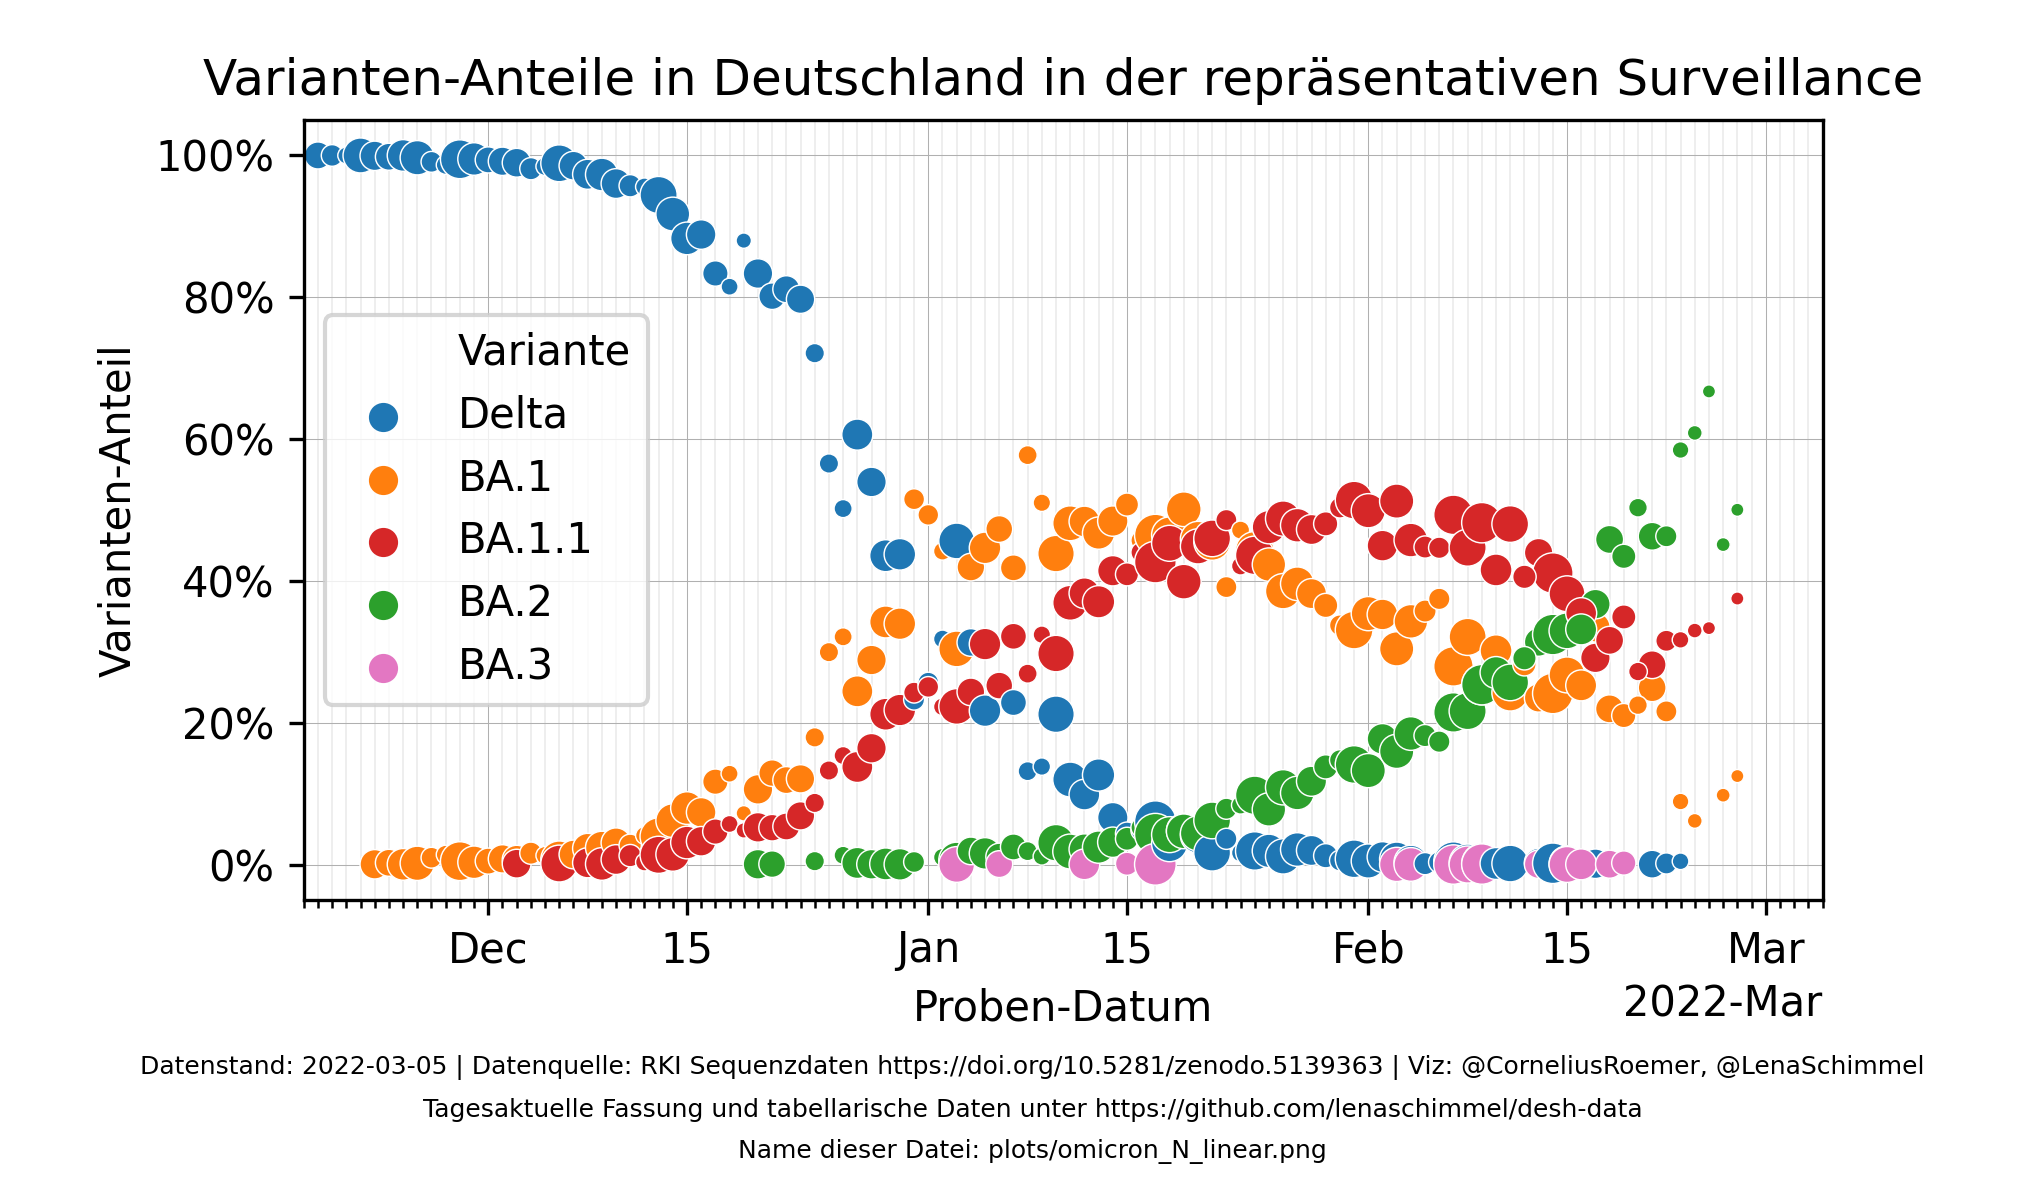 Varianten-Anteile in Deutschland in der repräsentativen Surveillance
Varianten-Anteil
100%
80%
60%
40%
20%
0%
Variante
Delta
BA.1
BA.1.1
BA.2
BA.3
Dec 15 Jan 15 Feb 15 Mar
2022-Mar
Proben-Datum
Datenstand: 2022-03-05 | Datenquelle: RKI Sequenzdaten https://doi.org/10.5281/zenodo.5139363 | Viz: @CorneliusRoemer, @LenaSchimmel
Tagesaktuelle Fassung und tabellarische Daten unter https://github.com/lenaschimmel/desh-data
Name dieser Datei: plots/omicron_N_linear.png